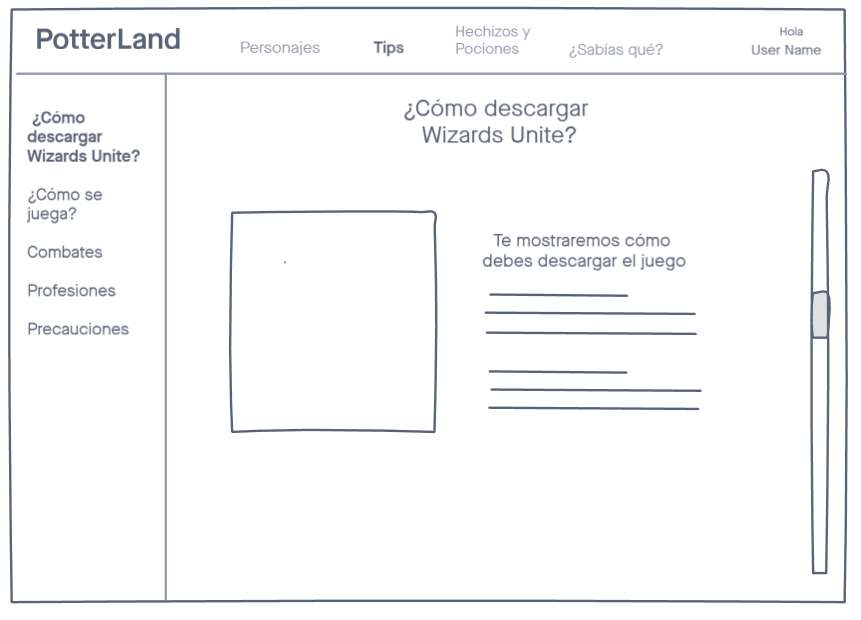 PotterLand
Personajes
Tips
Hechizos y
Pociones
¿Sabías qué?
Hola
User Name
¿Cómo
descargar
Wizards Unite?
¿Cómo se
juega?
Combates
Profesiones
Precauciones
¿Cómo descargar
Wizards Unite?
Te mostraremos cómo
debes descargar el juego